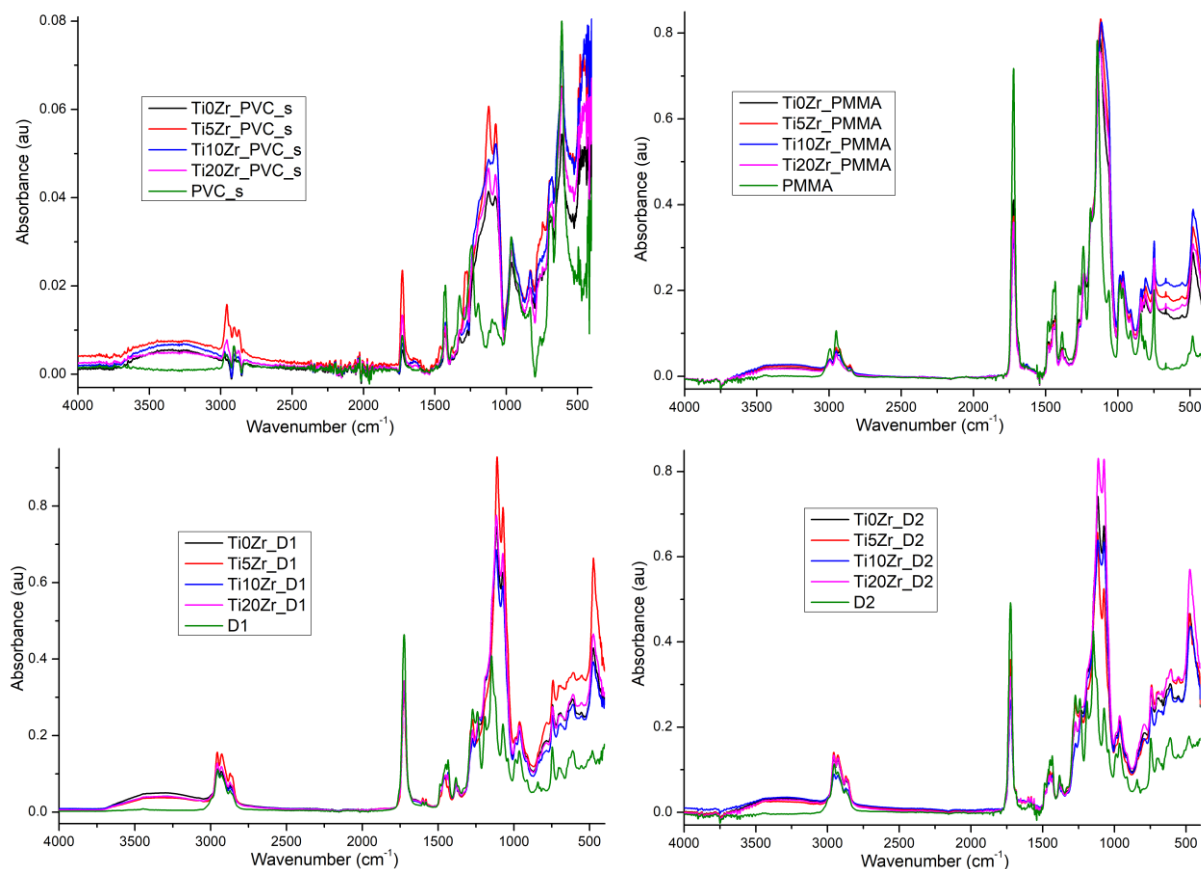 0.08
0.06
0.04
0.02
0.00
Absorbance (au)
Ti0Zr_PVC_s
Ti5Zr_PVC_s
Ti10Zr_PVC_s
Ti20Zr_PVC_s
PVC_s
4000 3500 3000 2500 2000 1500 1000 500
Wavenumber (cm-1)
0.8
0.6
0.4
0.2
0.0
Absorbance (au)
Ti0Zr_PMMA
Ti5Zr_PMMA
Ti10Zr_PMMA
Ti20Zr_PMMA
PMMA
4000 3500 3000 2500 2000 1500 1000 500
Wavenumber (cm-1)
0.8
0.6
0.4
0.2
0.0
Absorbance (au)
Ti0Zr_D1
Ti5Zr_D1
Ti10Zr_D1
Ti20Zr_D1
D1
4000 3500 3000 2500 2000 1500 1000 500
Wavenumber (cm-1)
0.8
0.6
0.4
0.2
0.0
Absorbance (au)
Ti0Zr_D2
Ti5Zr_D2
Ti10Zr_D2
Ti20Zr_D2
D2
4000 3500 3000 2500 2000 1500 1000 500
Wavenumber (cm-1)